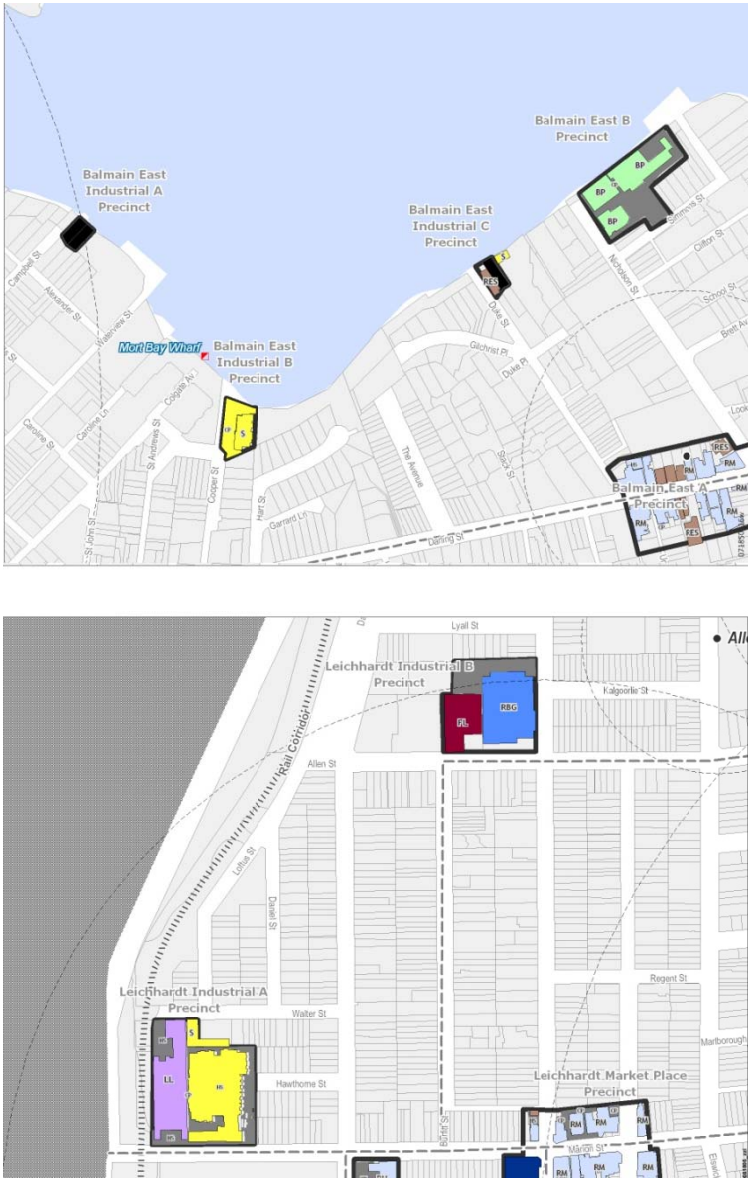 Balmain East B
Precinct
BP
CP
BP
BP
Balmain East
Industrial A
Precinct
Balmain East
Industrial C
Precinct
S
RES
Simmons St
Clifton St
Campbell St
Alexander St
Waterview St
Nicholson St
School St
Duke St
Gilchrist Pl
Duke Pl
Mort Bay Wharf
Balmain East
Industrial B
Precinct
Colgate Av
Caroline Ln
Caroline St
St Andrews St
CP
S
Cooper St
Hart St
The Avenue
Stack St
St John St
Garrard Ln
Darling St
Balmain East A
Precinct
RES
RM
RM
RM
RM
RM
RES
Lyall St
Leichhardt Industrial B
Precinct
Kalgoorlie St
FL
RBG
Rail Corridor
Allen St
Loftus St
Daniel St
Regent St
Leichhardt Industrial A
Precinct
Walter St
Marlborough
S
LL
CP
Hawthorne St
Leichhardt Market Place
Precinct
CP
CP
RM
RM
RM
Marion St
RM
RM
RM